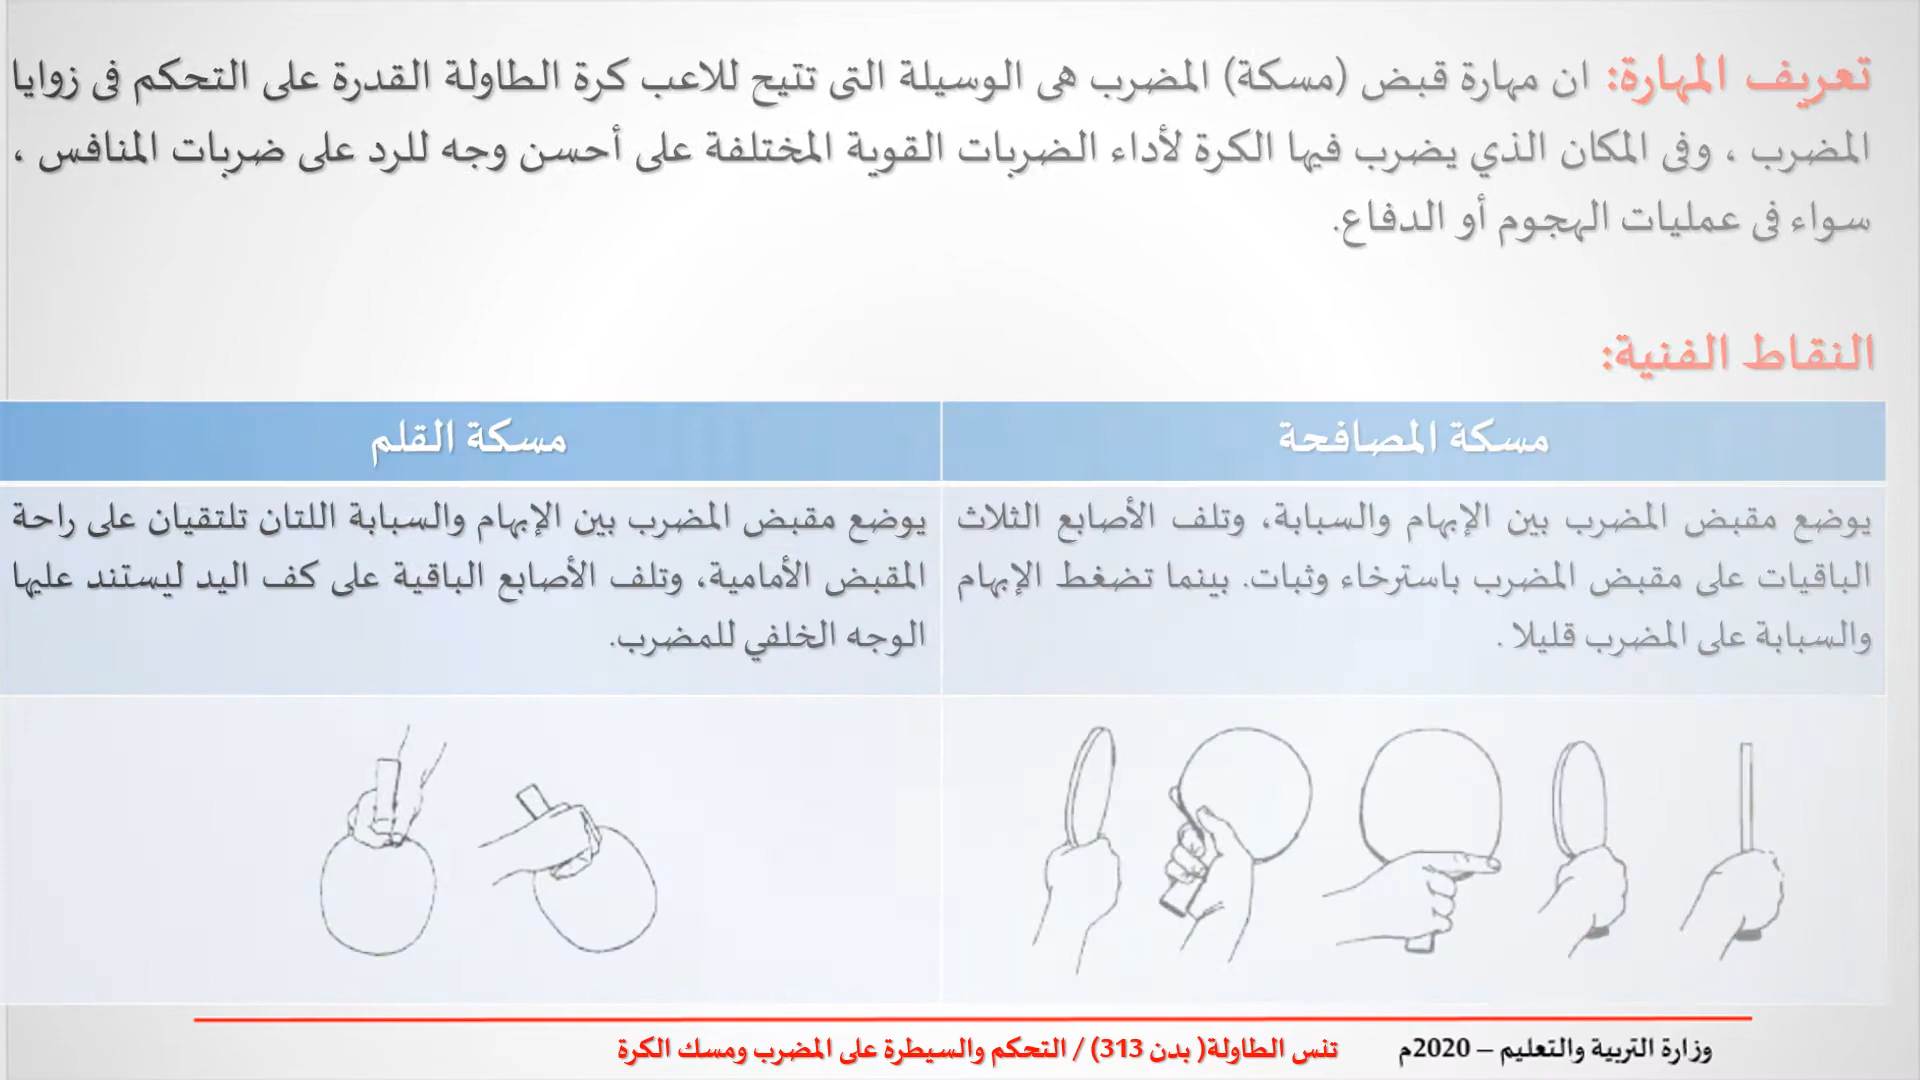 تعريف المهارة: ان مهارة قبض (مسكة) المضرب هى الوسيلة التى تتيح للاعب كرة الطاولة القدرة على التحكم فى زوايا
المضرب ، وفى المكان الذي يضرب فيها الكرة لأداء الضربات القوية المختلفة على أحسن وجه للرد على ضربات المنافس ،
سواء فى عمليات الهجوم أو الدفاع.
النقاط الفنية:
مسكة المصافحة
يوضع مقبض المضرب بين الإبهام والسبابة، وتلف الأصابع الثلاث
الباقيات على مقبض المضرب باسترخاء وثبات. بينما تضغط الإبهام
والسبابة على المضرب قليلا .
مسكة القلم
يوضع مقبض المضرب بين الإبهام والسبابة اللتان تلتقيان على راحة
المقبض الأمامية، وتلف الأصابع الباقية على كف اليد ليستند عليها
الوجه الخلفي للمضرب.
وزارة التربية والتعليم – 2020م
تنس الطاولة( بدن 313) / التحكم والسيطرة على المضرب ومسك الكرة